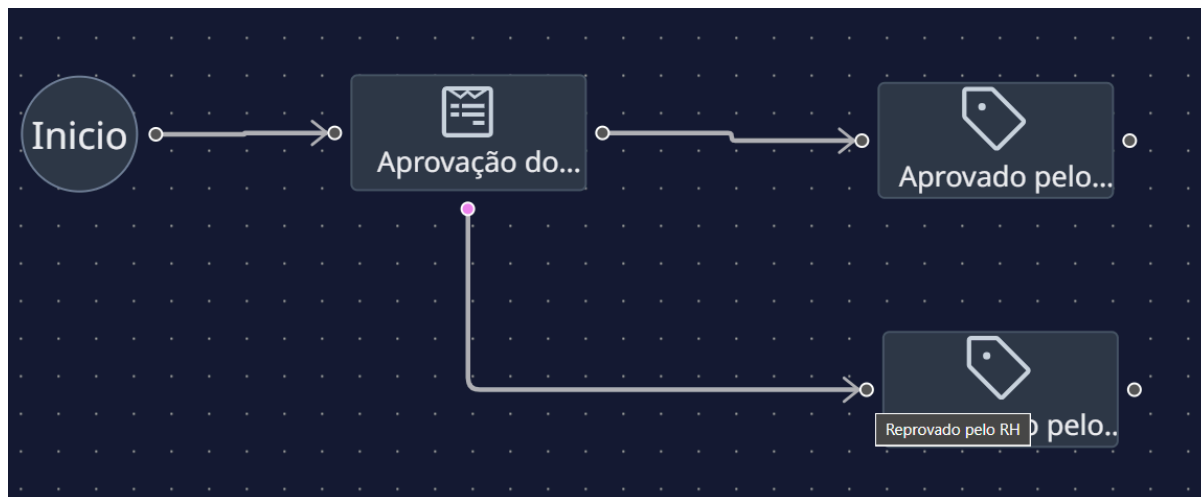 Inicio
Aprovação do...
Aprovado pelo...
Reprovado pelo RH
pelo..